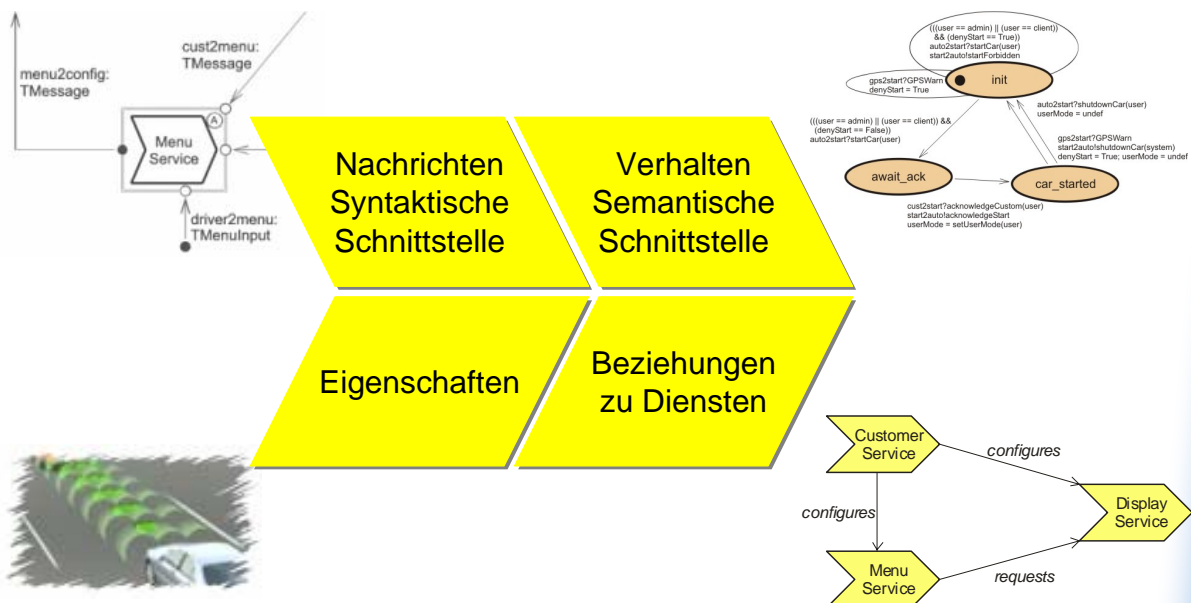 cust2menu:
TMessage
menu2config:
TMessage
A
Menu
Service
driver2menu:
TMenuInput
(((user == admin) || (user == client))
&& (denyStart == True))
auto2start?startCar(user)
start2auto!startForbidden
gps2start?GPSWarn
denyStart = True
init
auto2start?shutdownCar(user)
userMode = undef
(((user == admin) || (user == client)) &&
(denyStart == False))
auto2start?startCar(user)
gps2start?GPSWarn
start2auto!shutdownCar(system)
denyStart = True; userMode = undef
await_ack
car_started
cust2start?acknowledgeCustom(user)
start2auto!acknowledgeStart
userMode = setUserMode(user)
Nachrichten
Syntaktische
Schnittstelle
Verhalten
Semantische
Schnittstelle
Eigenschaften
Beziehungen
zu Diensten
Customer
Service
configures
configures
Display
Service
Menu
Service
requests